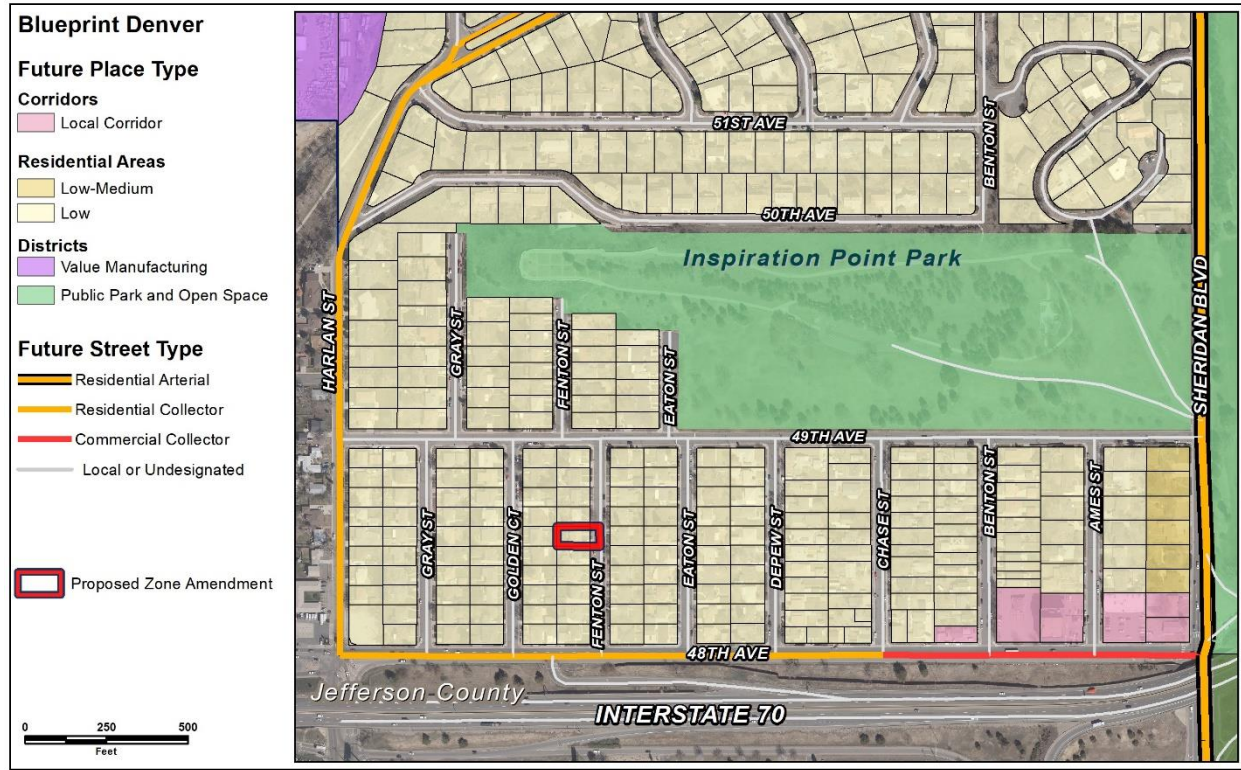 Blueprint Denver
Future Place Type
Corridors
Local Corridor
Residential Areas
Low-Medium
Low
Districts
Value Manufacturing
Public Park and Open Space
Future Street Type
Residential Arterial
Residential Collector
Commercial Collector
Local or Undesignated
Proposed Zone Amendment
0 250 500
Feet
51ST AVE
BENTON ST
50TH AVE
Inspiration Point Park
SHERIDAN BLVD
HARLAN ST
GRAY ST
FENTON ST
EATON ST
49TH AVE
GRAY ST
GOLDEN CT
FENTON ST
EATON ST
DEPEW ST
CHASE ST
BENTON ST
AMES ST
48TH AVE
Jefferson County
INTERSTATE 70